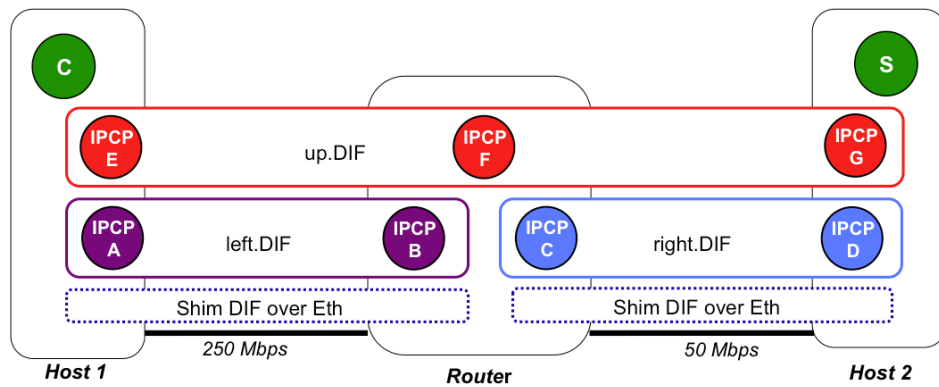 C
S
IPCP
E
up.DIF
IPCP
F
IPCP
G
IPCP
A
left.DIF
IPCP
B
IPCP
C
right.DIF
IPCP
D
Shim DIF over Eth
Shim DIF over Eth
250 Mbps
50 Mbps
Host 1
Router
Host 2